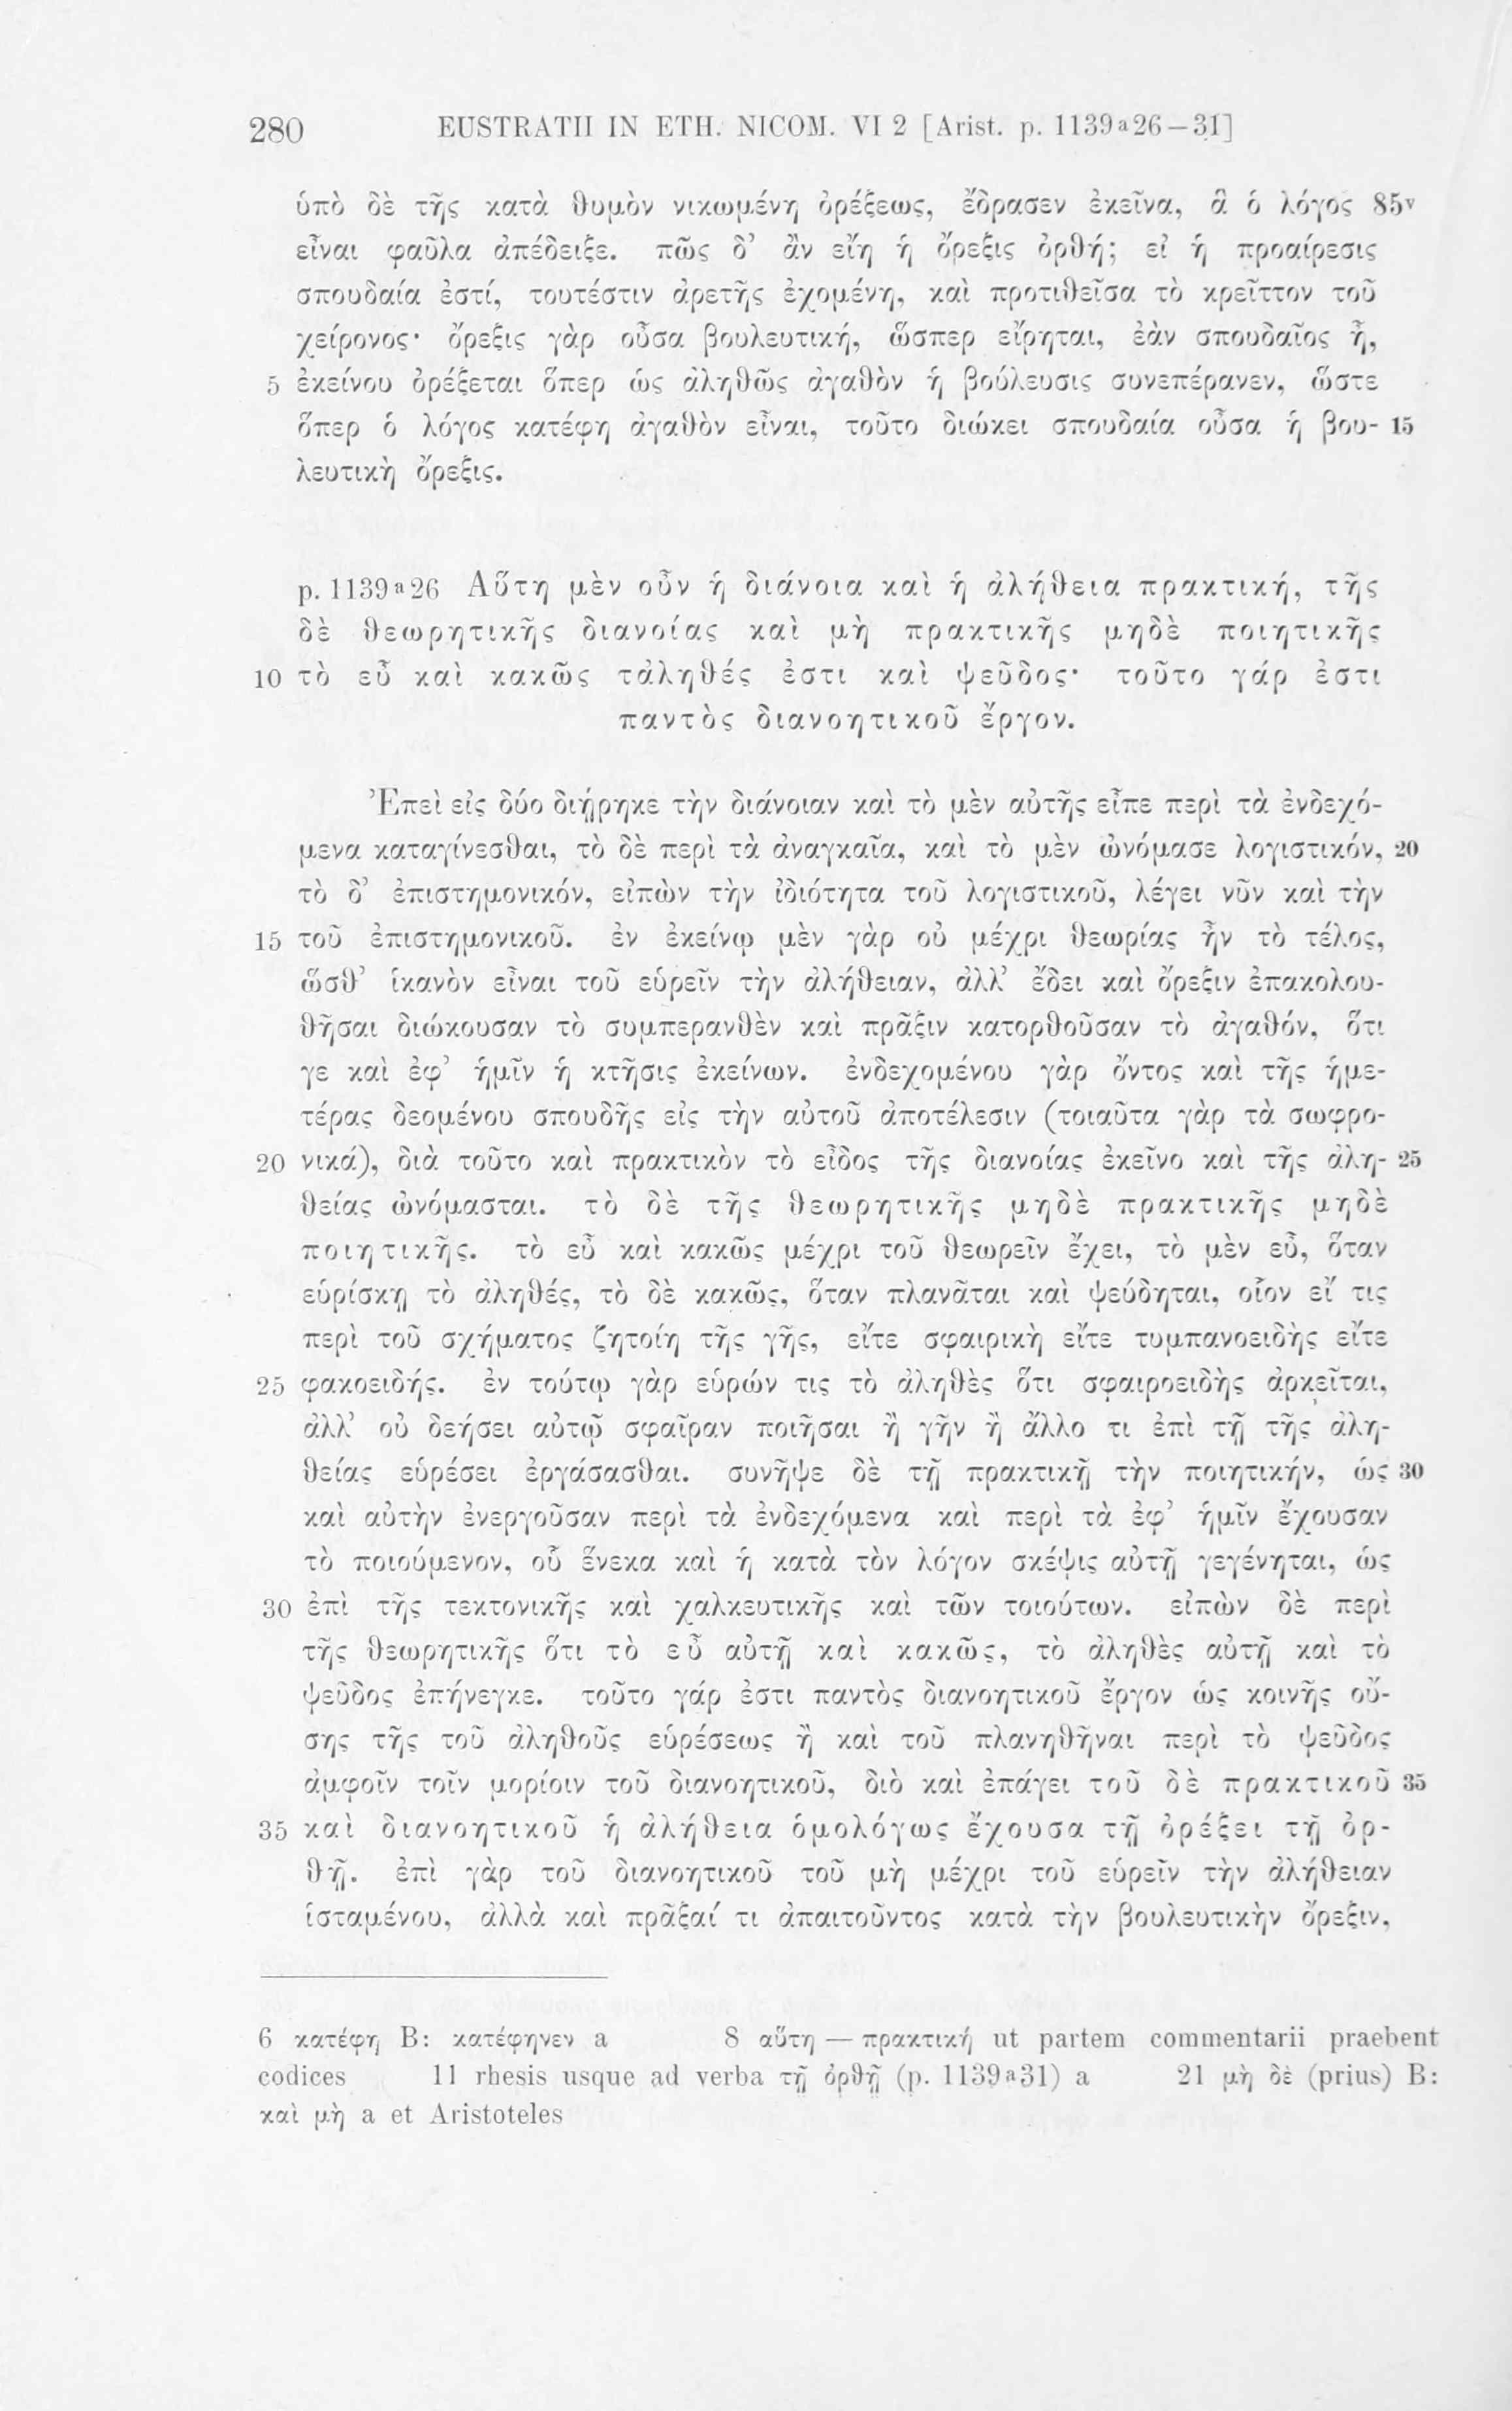 280 EUSTRATII IN ETH. NICOM. VI 2 [Arist. p. 1139a26—31]
ὑπὸ δὲ τῆς κατὰ θυμὸν νικωμένη ὀρέξεως, ἔδρασεν ἐκεῖνα, ἃ ὁ λόγος 85v
εἶναι φαῦλα ἀπέδειξε. πῶς δ’ ἂν εἴη ἡ ὄρεξις ὀρθή; εἰ ἡ προαίρεσις
σπουδαία ἐστί, τουτέστιν ἀρετῆς ἐχομένη, καὶ προτιθεῖσα τὸ κρεῖττον τοῦ
χείρονος· ὄρεξις γὰρ οὖσα βουλευτική, ὥσπερ εἴρηται, ἐὰν σπουδαῖος ᾖ,
5 ἐκείνου ὀρέξεται ὅπερ ὡς ἀληθῶς ἀγαθὸν ἡ βούλευσις συνεπέρανεν, ὥστε
ὅπερ ὁ λόγος κατέφη ἀγαθὸν εἶναι, τοῦτο διώκει σπουδαία οὖσα ἡ βου- 15
λευτικὴ ὄρεξις.
p. 1139a26 Αὕτη μὲν οὖν ἡ διάνοια καὶ ἡ ἀλήθεια πρακτική, τῆς
δὲ θεωρητικῆς διανοίας καὶ μὴ πρακτικῆς μηδὲ ποιητικῆς
10 τὸ εὖ καὶ κακῶς τἀληθές ἐστι καὶ ψεῦδος· τοῦτο γάρ ἐστι
παντὸς διανοητικοῦ ἔργον.
Ἐπεὶ εἰς δύο διῄρηκε τὴν διάνοιαν καὶ τὸ μὲν αὐτῆς εἶπε περὶ τὰ ἐνδεχό-
μενα καταγίνεσθαι, τὸ δὲ περὶ τὰ ἀναγκαῖα, καὶ τὸ μὲν ὠνόμασε λογιστικόν, 20
τὸ δ’ ἐπιστημονικόν, εἰπὼν τὴν ἰδιότητα τοῦ λογιστικοῦ, λέγει νῦν καὶ τὴν
15 τοῦ ἐπιστημονικοῦ. ἐν ἐκείνῳ μὲν γὰρ οὐ μέχρι θεωρίας ἦν τὸ τέλος,
ὥσθ’ ἱκανὸν εἶναι τοῦ εὑρεῖν τὴν ἀλήθειαν, ἀλλ’ ἔδει καὶ ὄρεξιν ἐπακολου-
θῆσαι διώκουσαν τὸ συμπερανθὲν καὶ πρᾶξιν κατορθοῦσαν τὸ ἀγαθόν, ὅτι
γε καὶ ἐφ’ ἡμῖν ἡ κτῆσις ἐκείνων. ἐνδεχομένου γὰρ ὄντος καὶ τῆς ἡμε-
τέρας δεομένου σπουδῆς εἰς τὴν αὐτοῦ ἀποτέλεσιν (τοιαῦτα γὰρ τὰ σωφρο-
20 νικά), διὰ τοῦτο καὶ πρακτικὸν τὸ εἶδος τῆς διανοίας ἐκεῖνο καὶ τῆς ἀλη- 25
θείας ὠνόμασται. τὸ δὲ τῆς θεωρητικῆς μηδὲ πρακτικῆς μηδὲ
ποιητικῆς. τὸ εὖ καὶ κακῶς μέχρι τοῦ θεωρεῖν ἔχει, τὸ μὲν εὖ, ὅταν
εὑρίσκῃ τὸ ἀληθές, τὸ δὲ κακῶς, ὅταν πλανᾶται καὶ ψεύδηται, οἷον εἴ τις
περὶ τοῦ σχήματος ζητοίη τῆς γῆς, εἴτε σφαιρικὴ εἴτε τυμπανοειδὴς εἴτε
25 φακοειδής. ἐν τούτῳ γὰρ εὑρών τις τὸ ἀληθὲς ὅτι σφαιροειδὴς ἀρκεῖται,
ἀλλ’ οὐ δεήσει αὐτῷ σφαῖραν ποιῆσαι ἢ γῆν ἢ ἄλλο τι ἐπὶ τῇ τῆς ἀλη-
θείας εὑρέσει ἐργάσασθαι. συνῆψε δὲ τῇ πρακτικῇ τὴν ποιητικήν, ὡς 30
καὶ αὐτὴν ἐνεργοῦσαν περὶ τὰ ἐνδεχόμενα καὶ περὶ τὰ ἐφ’ ἡμῖν ἔχουσαν
τὸ ποιούμενον, οὗ ἕνεκα καὶ ἡ κατὰ τὸν λόγον σκέψις αὐτῇ γεγένηται, ὡς
30 ἐπὶ τῆς τεκτονικῆς καὶ χαλκευτικῆς καὶ τῶν τοιούτων. εἰπὼν δὲ περὶ
τῆς θεωρητικῆς ὅτι τὸ εὖ αὐτῇ καὶ κακῶς, τὸ ἀληθὲς αὐτῇ καὶ τὸ
ψεῦδος ἐπήνεγκε. τοῦτο γάρ ἐστι παντὸς διανοητικοῦ ἔργον ὡς κοινῆς οὔ-
σης τῆς τοῦ ἀληθοῦς εὑρέσεως ἢ καὶ τοῦ πλανηθῆναι περὶ τὸ ψεῦδος
ἀμφοῖν τοῖν μορίοιν τοῦ διανοητικοῦ, διὸ καὶ ἐπάγει τοῦ δὲ πρακτικοῦ 35
35 καὶ διανοητικοῦ ἡ ἀλήθεια ὁμολόγως ἔχουσα τῇ ὀρέξει τῇ ὀρ-
θῇ. ἐπὶ γὰρ τοῦ διανοητικοῦ τοῦ μὴ μέχρι τοῦ εὑρεῖν τὴν ἀλήθειαν
ἱσταμένου, ἀλλὰ καὶ πρᾶξαί τι ἀπαιτοῦντος κατὰ τὴν βουλευτικὴν ὄρεξιν,
6 κατέφη B: κατέφηνεν a 8 αὕτη — πρακτική ut partem commentarii praebent
codices 11 rhesis usque ad verba τῇ ὀρθῇ (p. 1139a31) a 21 μὴ δὲ (prius) B:
καὶ μὴ a et Aristoteles